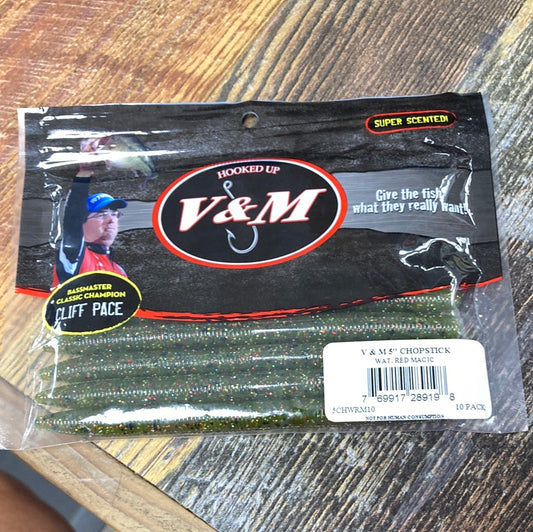 SUPER SCENTED!
HOOKED UP
V&M
Give the fish
what they really want!
BASSMASTER
CLASSIC CHAMPION
CLIFF PACE
V & M 5" CHOPSTICK
WAT. RED MAGIC
7 69917 28919 8
5CHWRM10 10 PACK
NOT FOR HUMAN CONSUMPTION